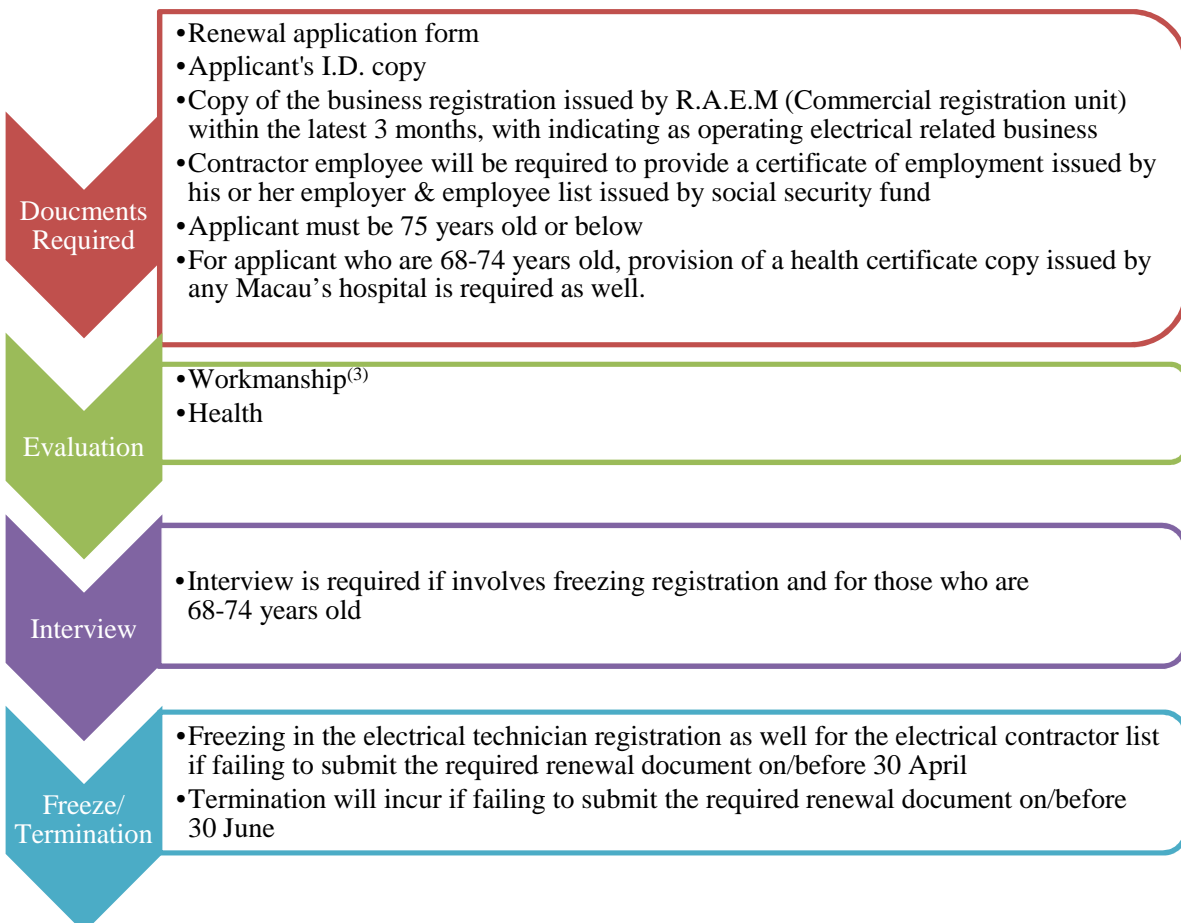 Doucments
Required
•Renewal application form
•Applicant's I.D. copy
•Copy of the business registration issued by R.A.E.M (Commercial registration unit)
within the latest 3 months, with indicating as operating electrical related business
•Contractor employee will be required to provide a certificate of employment issued by
his or her employer & employee list issued by social security fund
•Applicant must be 75 years old or below
•For applicant who are 68-74 years old, provision of a health certificate copy issued by
any Macau’s hospital is required as well.
Evaluation
•Workmanship(3)
•Health
Interview
•Interview is required if involves freezing registration and for those who are
68-74 years old
Freeze/
Termination
•Freezing in the electrical technician registration as well for the electrical contractor list
if failing to submit the required renewal document on/before 30 April
•Termination will incur if failing to submit the required renewal document on/before
30 June